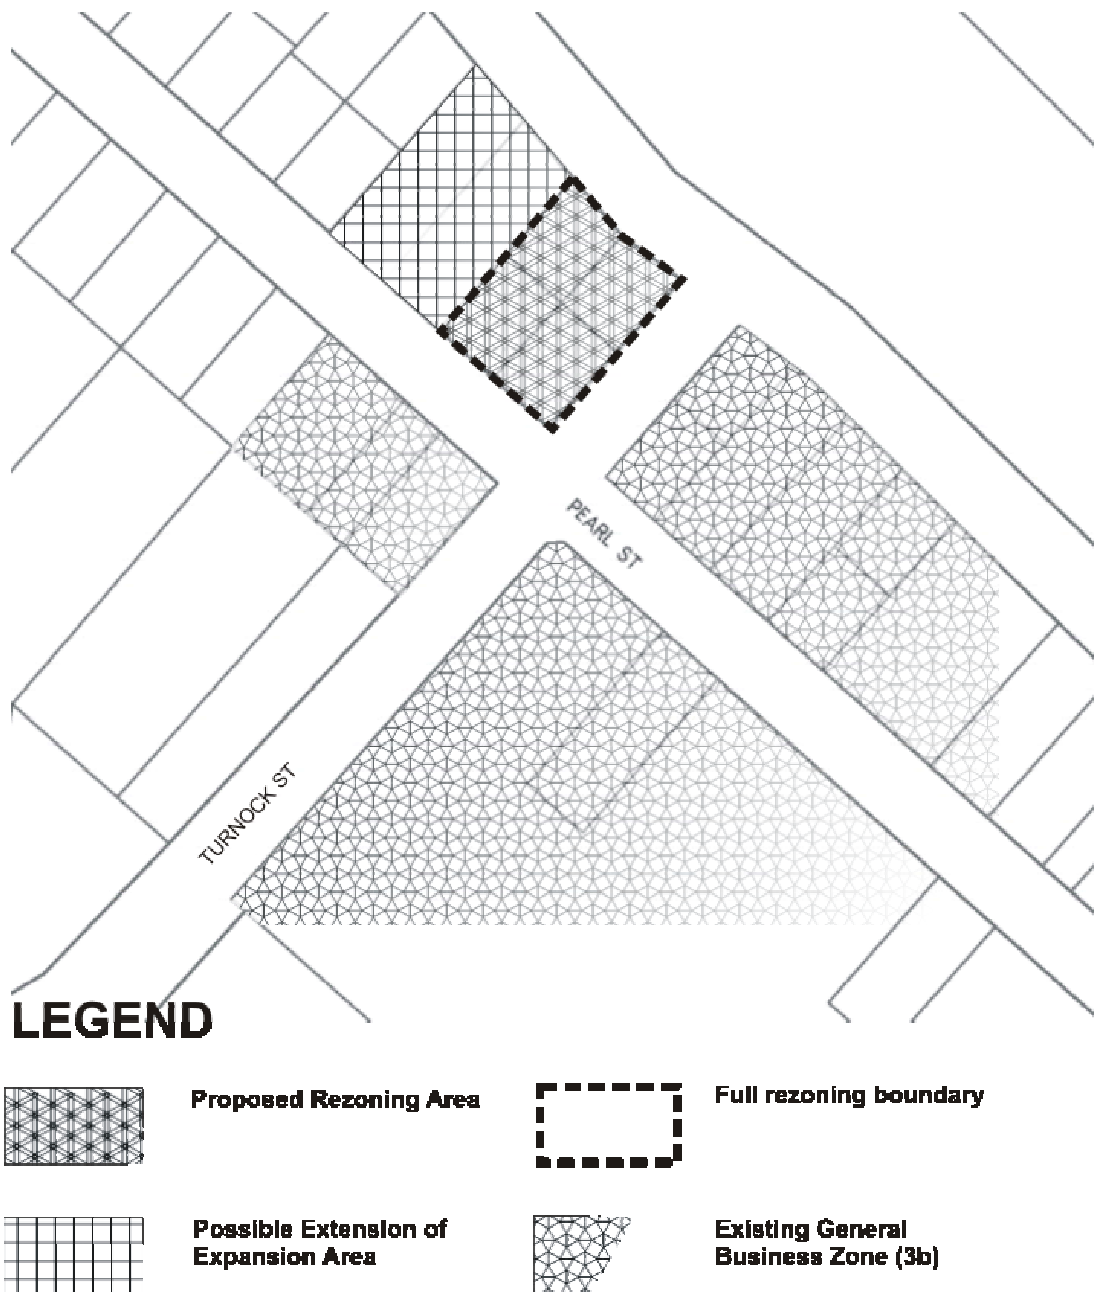 PEARL ST
TURNOCK ST
LEGEND
Proposed Rezoning Area
Full rezoning boundary
Possible Extension of
Expansion Area
Existing General
Business Zone (3b)